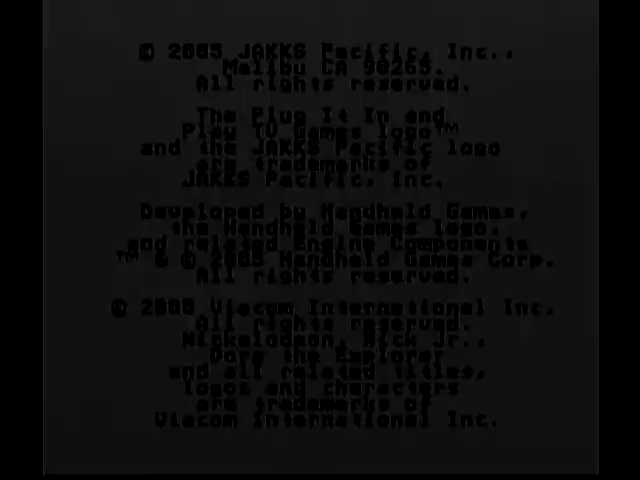 © 2005 JAKKS Pacific, Inc.,
Malibu CA 90265.
All rights reserved.
The Plug It In and
Play TV Games logo™
and the JAKKS Pacific logo
are trademarks of
JAKKS Pacific, Inc.
Developed by Handheld Games,
the Handheld Games logo,
and related Engine Components
™ & © 2005 Handheld Games Corp.
All rights reserved.
© 2005 Viacom International Inc.
All rights reserved.
Nickelodeon, Nick Jr.,
Dora the Explorer
and all related titles,
logos and characters
are trademarks of
Viacom International Inc.